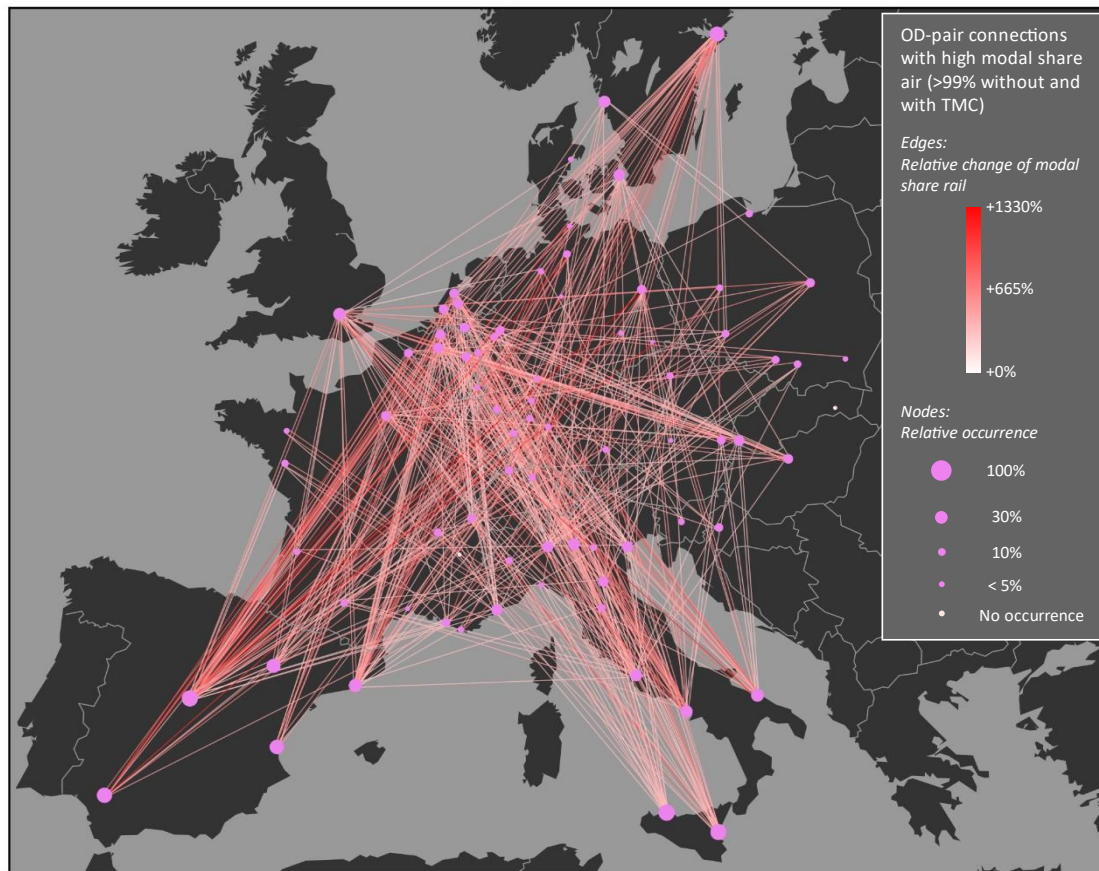 OD-pair connections
with high modal share
air (>99% without and
with TMC)
Edges:
Relative change of modal
share rail
+1330%
+665%
+0%
Nodes:
Relative occurrence
100%
30%
10%
< 5%
No occurrence